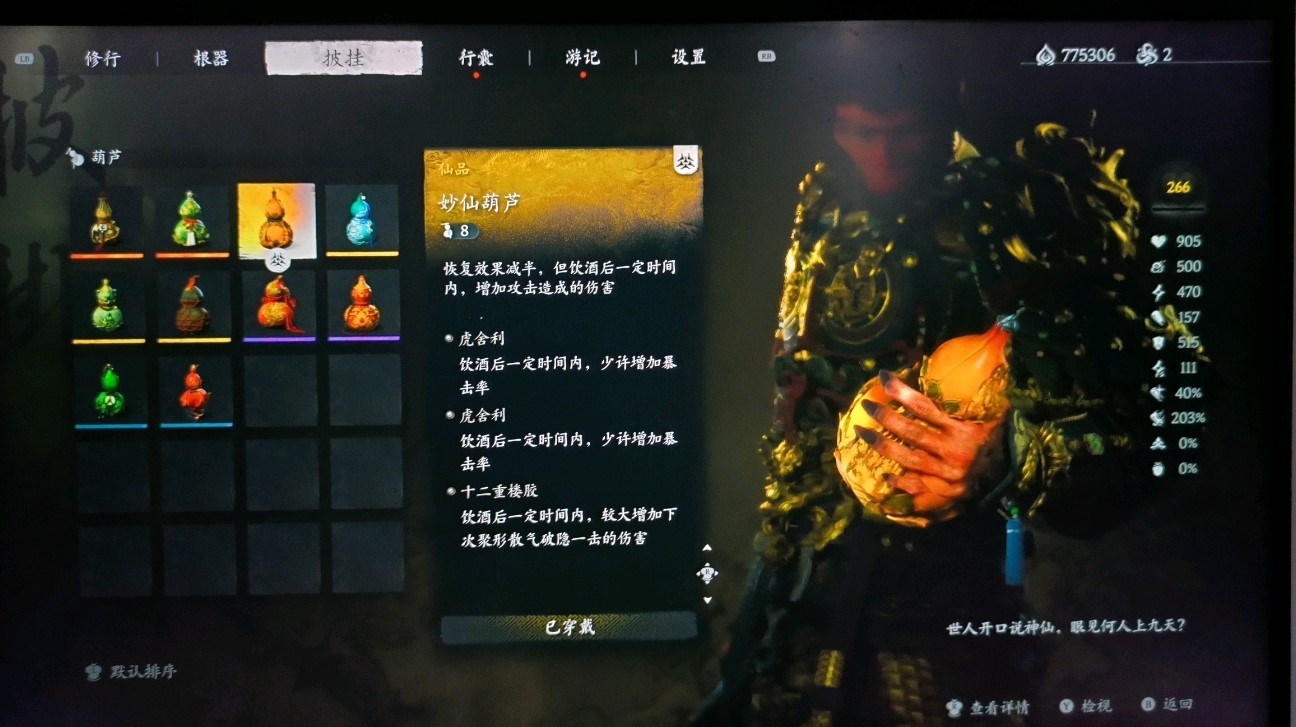 LB 修行 根器 披挂 行囊 游记 设置 RB
775306 2
披挂
葫芦
仙品
妙仙葫芦
8
恢复效果减半，但饮酒后一定时间
内，增加攻击造成的伤害
虎舍利
饮酒后一定时间内，少许增加暴
击率
虎舍利
饮酒后一定时间内，少许增加暴
击率
十二重楼胶
饮酒后一定时间内，较大增加下
次聚形散气破隐一击的伤害
已穿戴
266
905
500
470
157
515
111
40%
203%
0%
0%
世人开口说神仙，眼见何人上九天？
默认排序
查看详情 Y 检视 B 返回